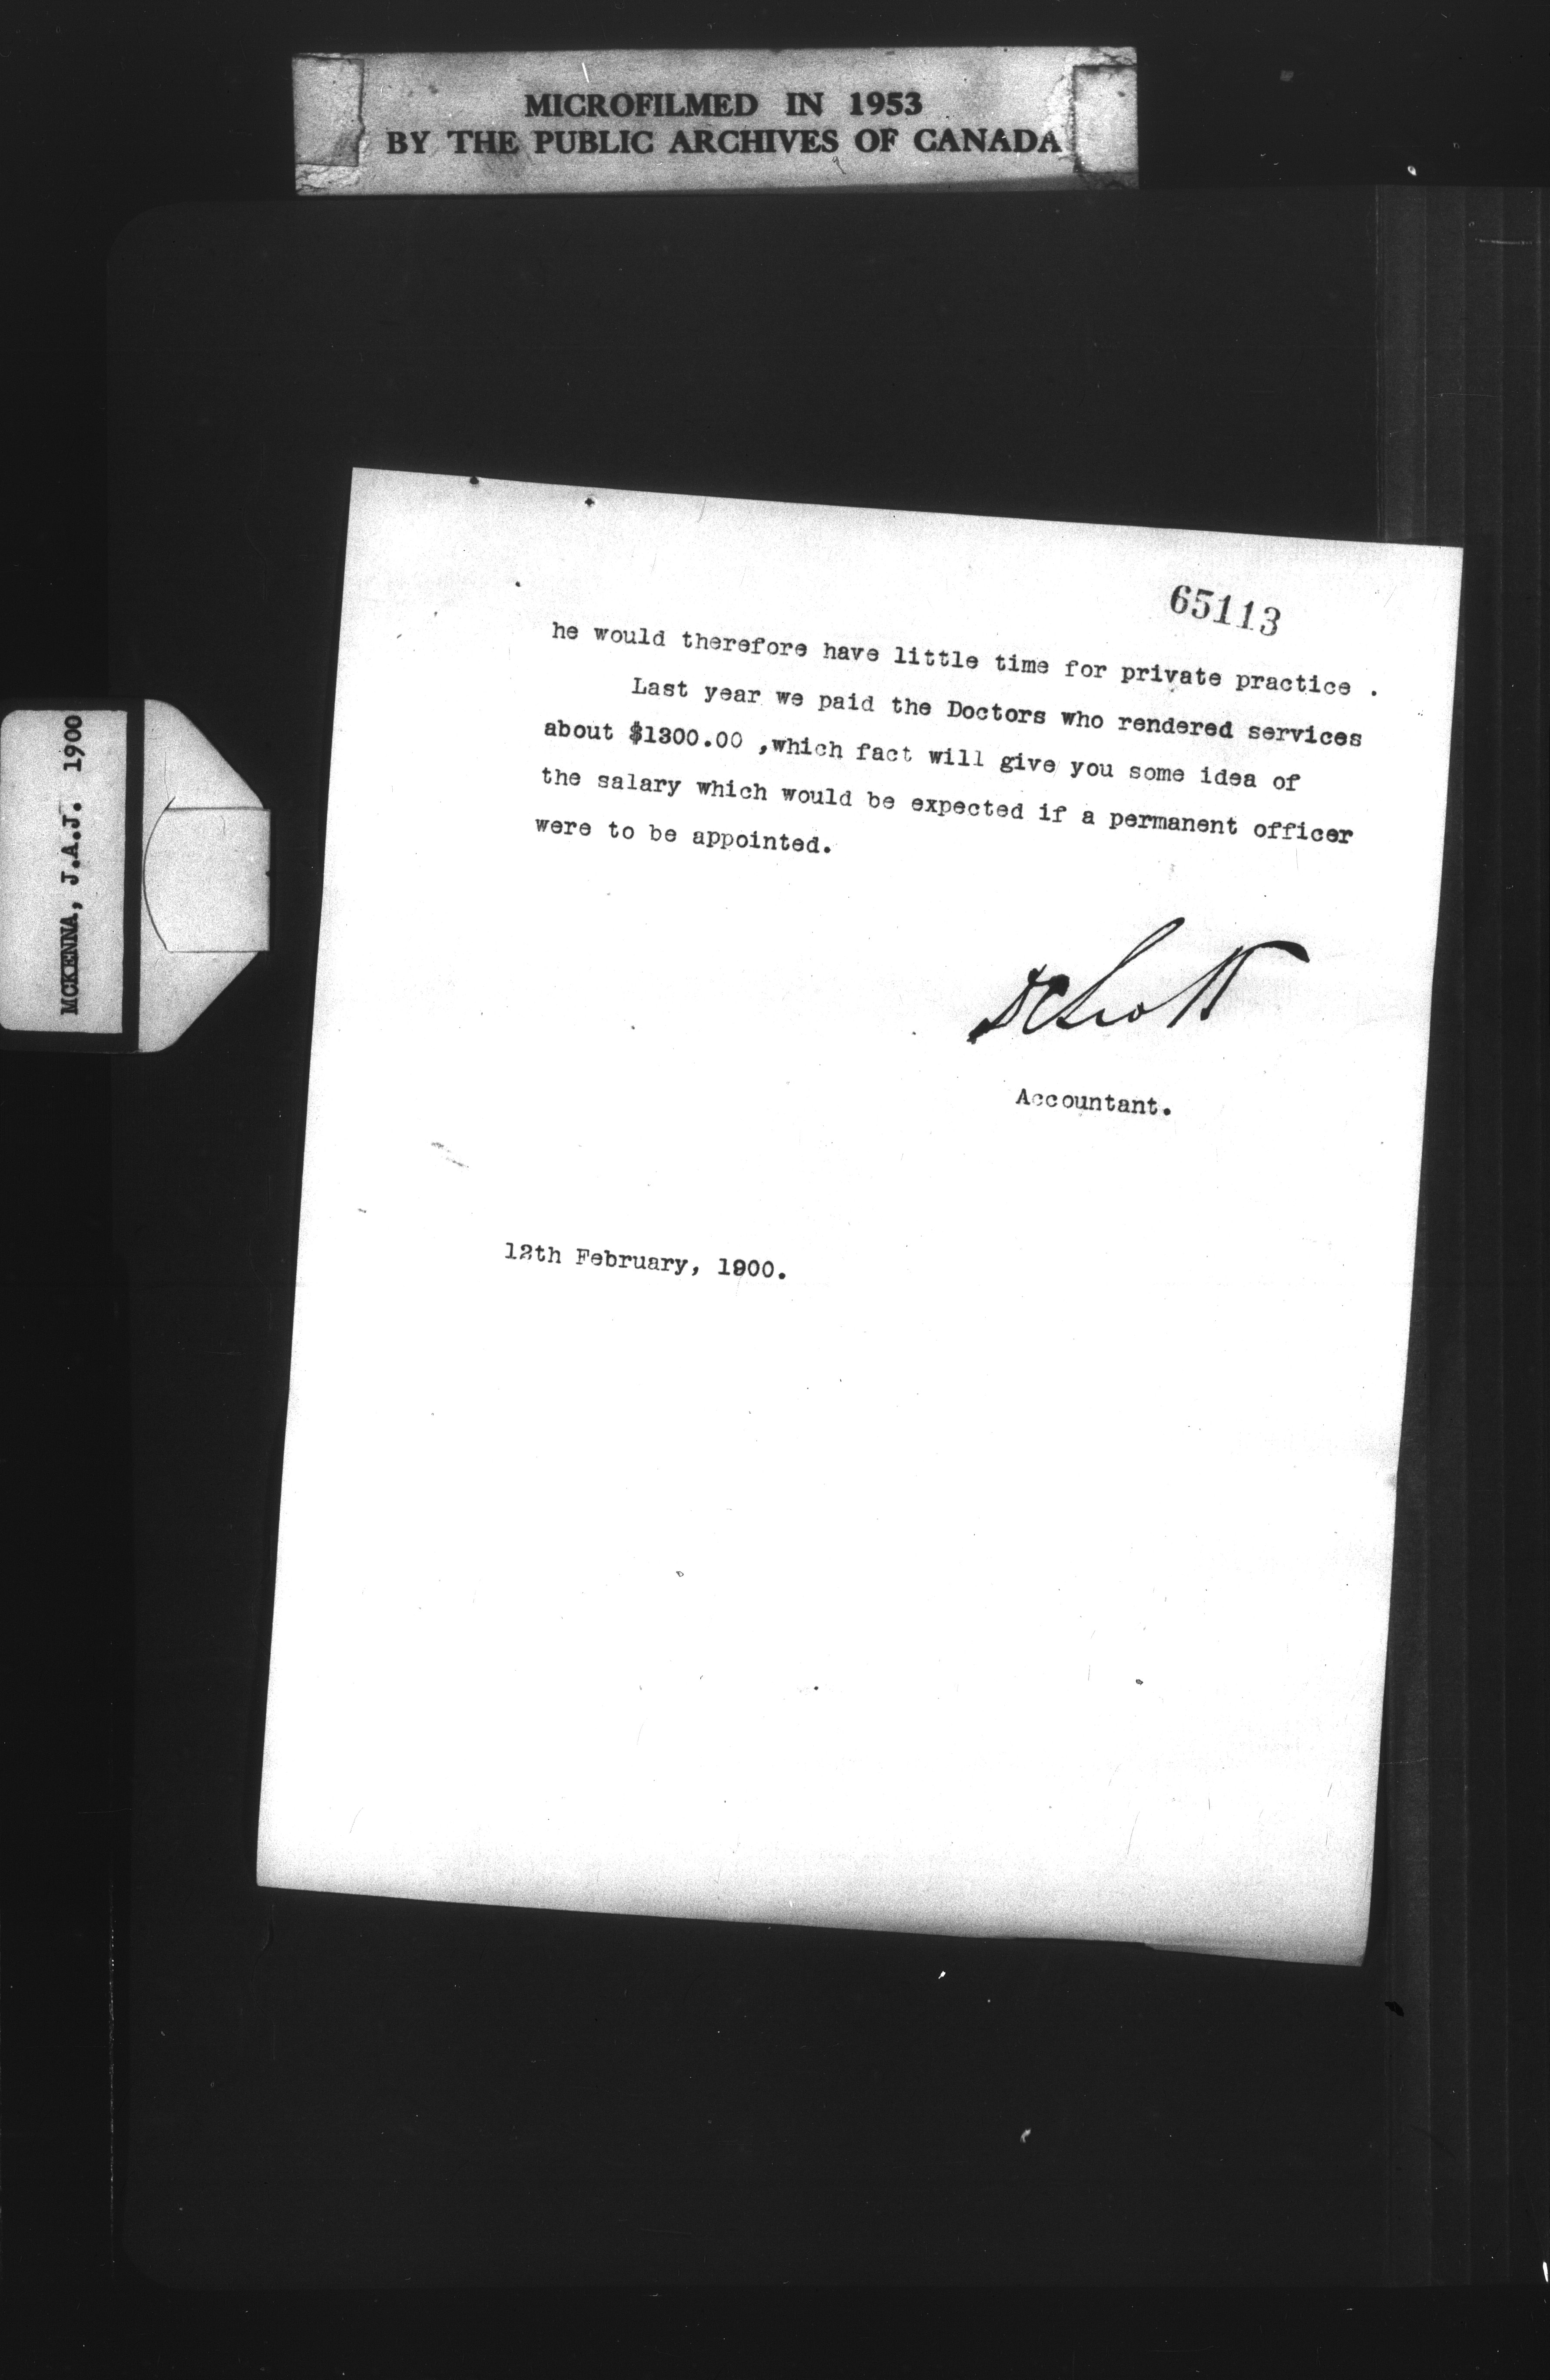 MICROFILMED IN 1953
BY THE PUBLIC ARCHIVES OF CANADA
MCKENNA, J.A.J. 1900
65113
he would therefore have little time for private practice .
Last year we paid the Doctors who rendered services
about $1300.00 ,which fact will give you some idea of
the salary which would be expected if a permanent officer
were to be appointed.
DCScott
Accountant.
12th February, 1900.